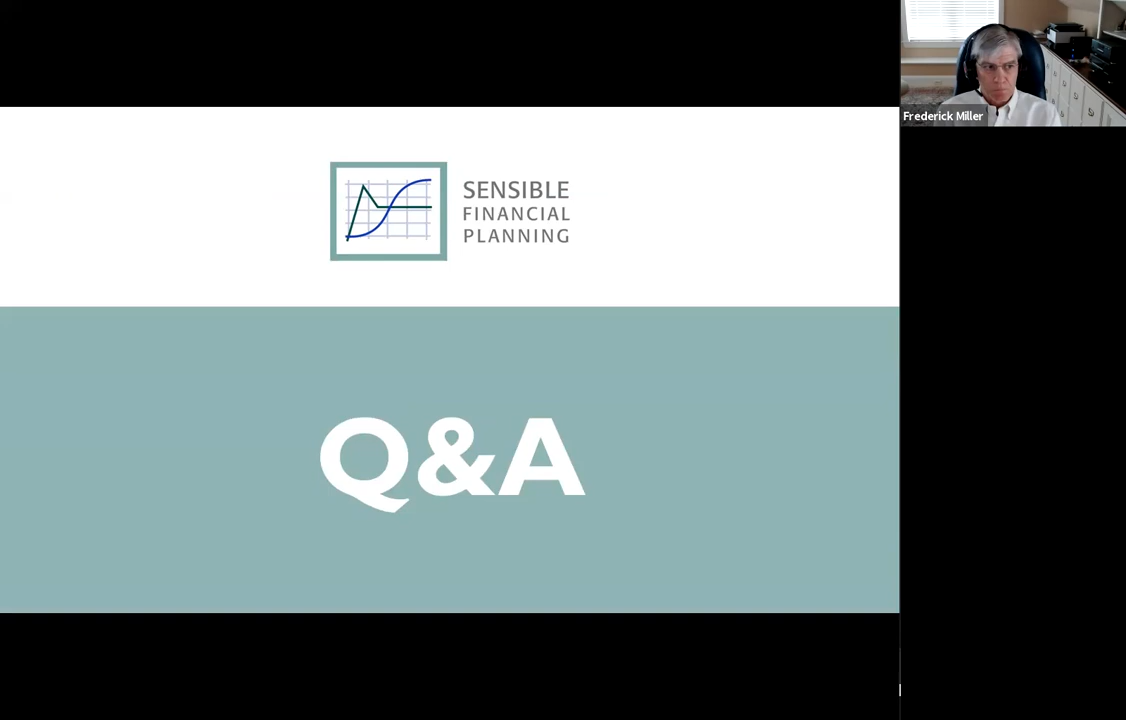 SENSIBLE
FINANCIAL
PLANNING
Q&A
Frederick Miller